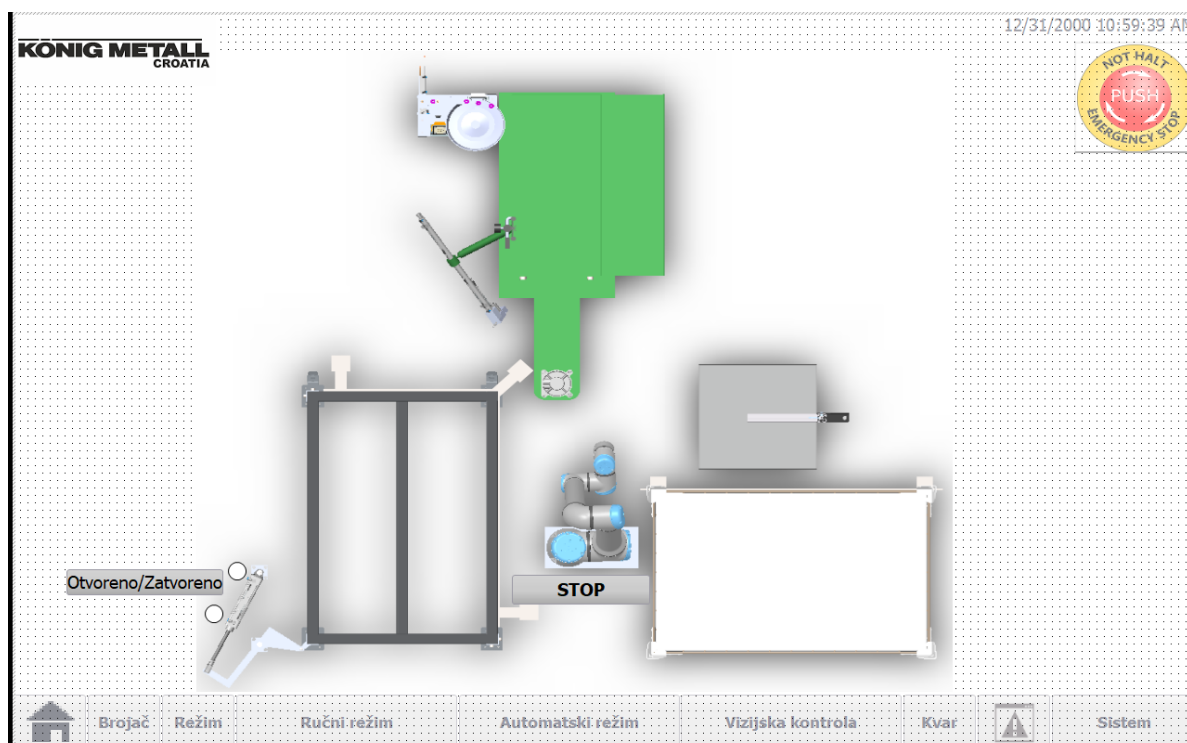 KÖNIG METALL
CROATIA
12/31/2000 10:59:39 AM
NOT HALT
PUSH
EMERGENCY STOP
Otvoreno/Zatvoreno
STOP
Brojač Režim Ručni režim Automatski režim Vizijska kontrola Kvar Sistem